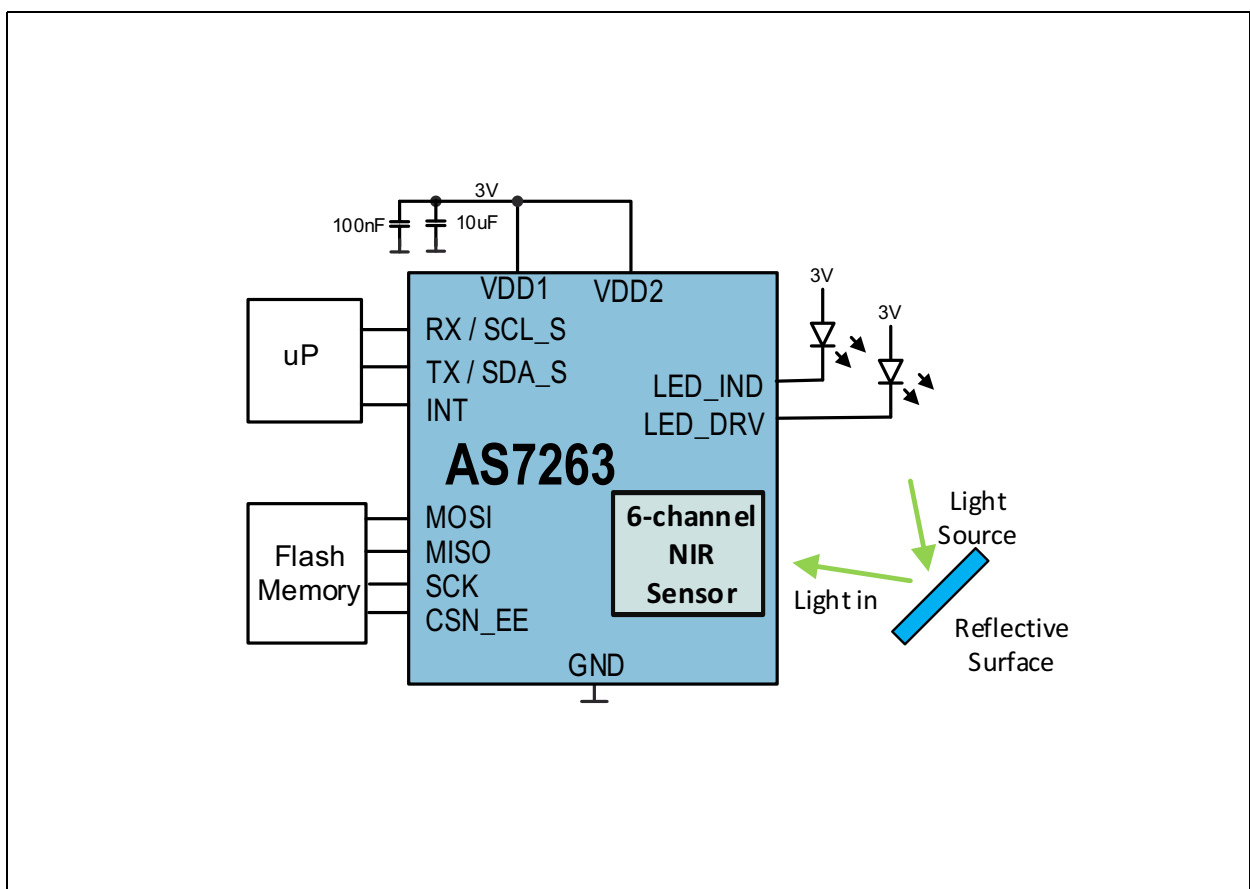 3V
100nF
10uF
VDD1
VDD2
3V
3V
uP
RX / SCL_S
TX / SDA_S
INT
LED_IND
LED_DRV
AS7263
Flash
Memory
MOSI
MISO
SCK
CSN_EE
6-channel
NIR
Sensor
GND
Light
Source
Light in
Reflective
Surface